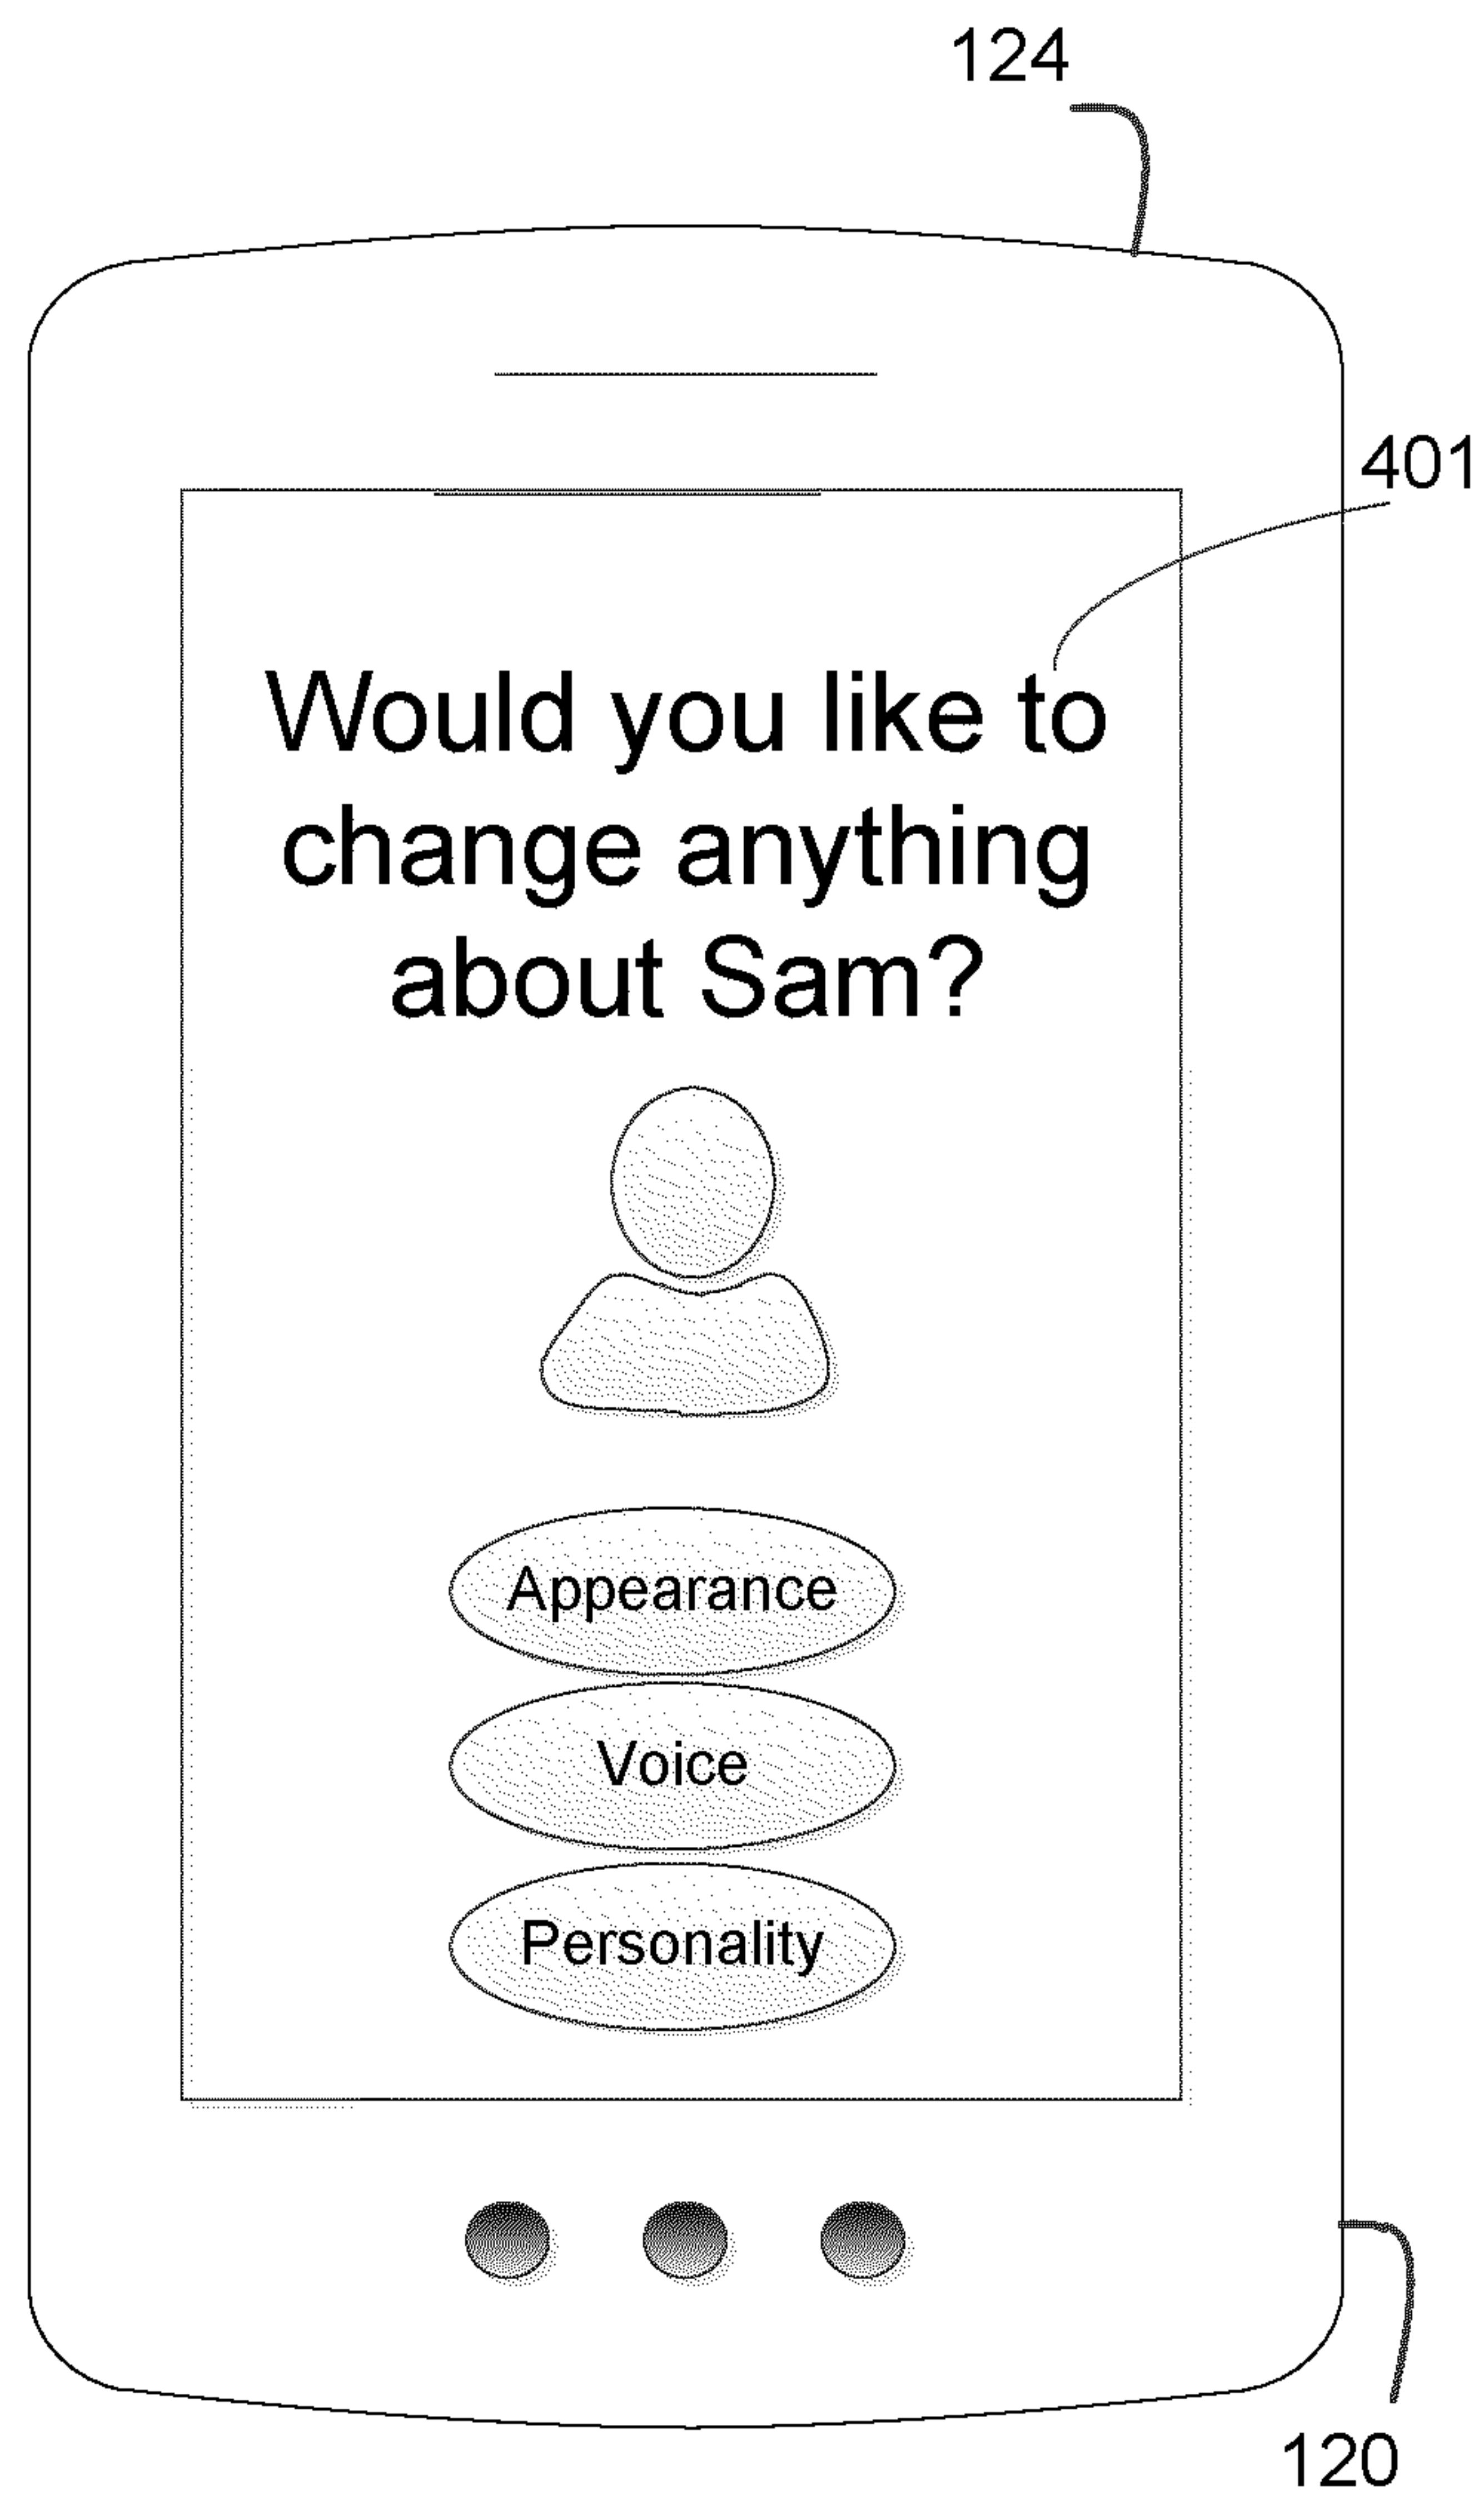 124
401
Would you like to
change anything
about Sam?
Appearance
Voice
Personality
120